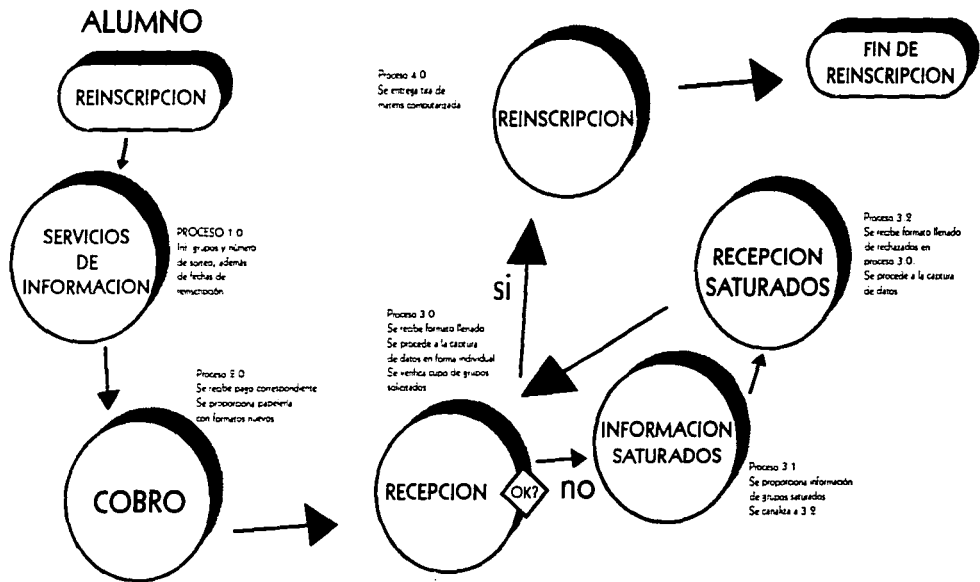 ALUMNO
REINSCRIPCION
SERVICIOS
DE
INFORMACION
PROCESO 1.0
Inf. grupos y número
de sorteo, además
de fechas de
reinscripción
Proceso 2.0
Se recibe pago correspondiente
Se proporciona papelería
con formatos nuevos
COBRO
Proceso 3.0
Se recibe formato llenado
Se procede a la captura
de datos en forma individual
Se verifica cupo de grupos
solicitados
RECEPCION
OK?
si
no
INFORMACION
SATURADOS
Proceso 3.1
Se proporciona información
de grupos saturados
Se canaliza a 3.2
RECEPCION
SATURADOS
Proceso 3.2
Se recibe formato llenado
de rechazados en
proceso 3.0.
Se procede a la captura
de datos
Proceso 4.0
Se entrega tira de
materis computarizada
REINSCRIPCION
FIN DE
REINSCRIPCION